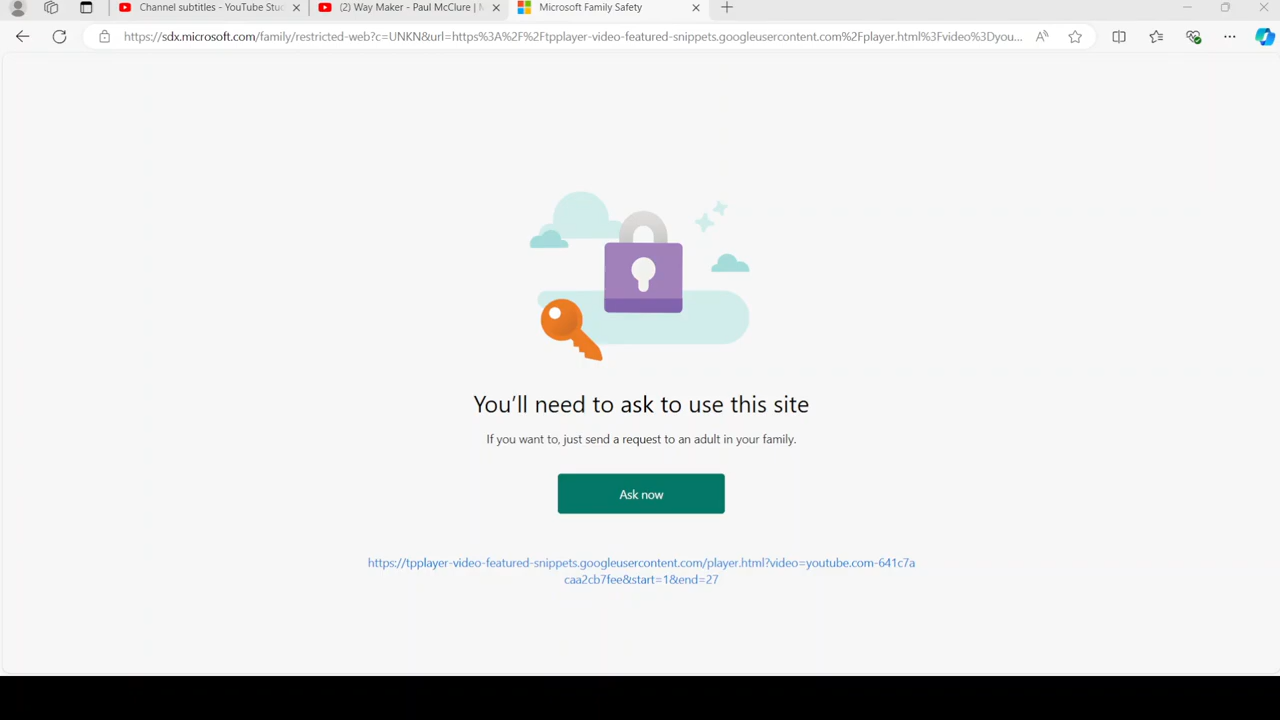 Channel subtitles - YouTube Stu
(2) Way Maker - Paul McClure | M
Microsoft Family Safety
https://sdx.microsoft.com/family/restricted-web?c=UNKN&url=https%3A%2F%2Ftpplayer-video-featured-snippets.googleusercontent.com%2Fplayer.html%3Fvideo%3Dyou...
You'll need to ask to use this site
If you want to, just send a request to an adult in your family.
Ask now
https://tpplayer-video-featured-snippets.googleusercontent.com/player.html?video=youtube.com-641c7a
caa2cb7fee&start=1&end=27